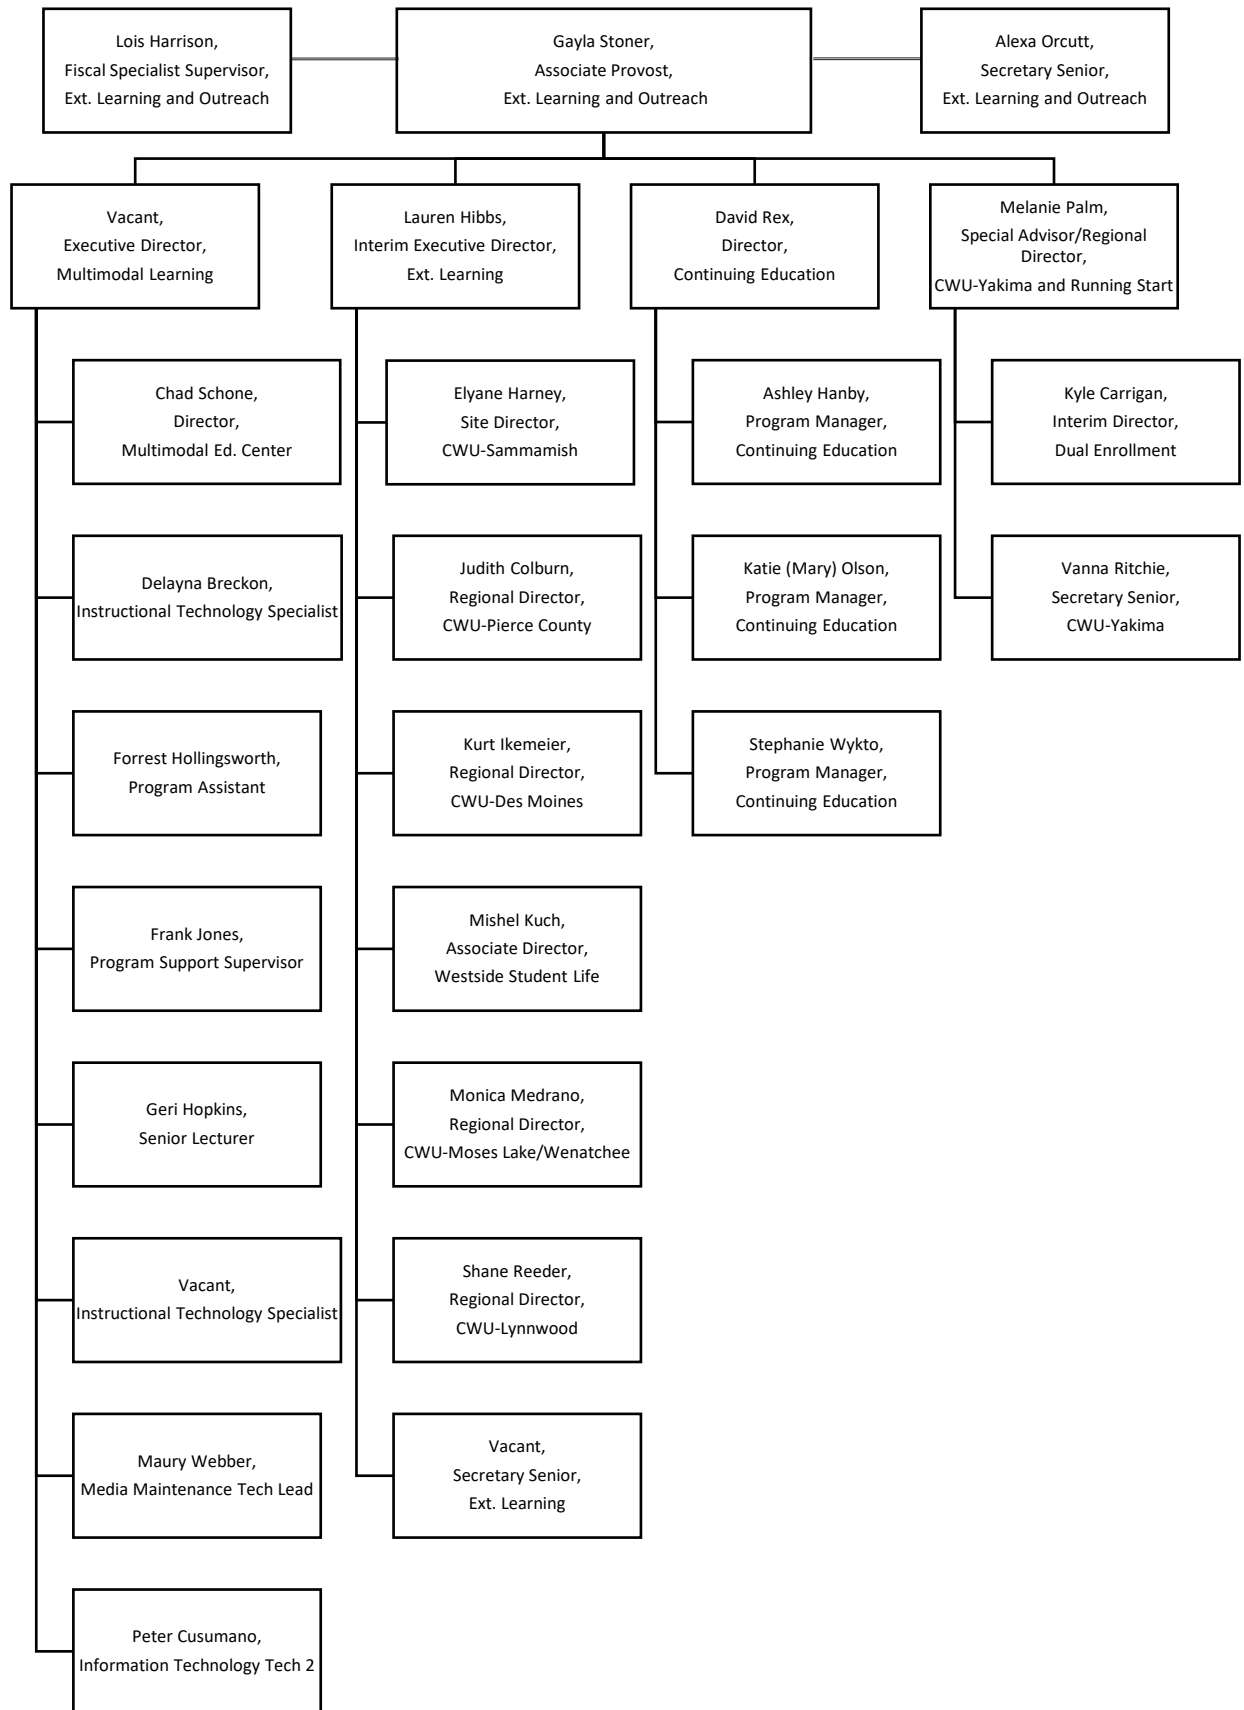 Lois Harrison,
Fiscal Specialist Supervisor,
Ext. Learning and Outreach
Gayla Stoner,
Associate Provost,
Ext. Learning and Outreach
Alexa Orcutt,
Secretary Senior,
Ext. Learning and Outreach
Vacant,
Executive Director,
Multimodal Learning
Lauren Hibbs,
Interim Executive Director,
Ext. Learning
David Rex,
Director,
Continuing Education
Melanie Palm,
Special Advisor/Regional
Director,
CWU-Yakima and Running Start
Chad Schone,
Director,
Multimodal Ed. Center
Delayna Breckon,
Instructional Technology Specialist
Forrest Hollingsworth,
Program Assistant
Frank Jones,
Program Support Supervisor
Geri Hopkins,
Senior Lecturer
Vacant,
Instructional Technology Specialist
Maury Webber,
Media Maintenance Tech Lead
Peter Cusumano,
Information Technology Tech 2
Elyane Harney,
Site Director,
CWU-Sammamish
Judith Colburn,
Regional Director,
CWU-Pierce County
Kurt Ikemeier,
Regional Director,
CWU-Des Moines
Mishel Kuch,
Associate Director,
Westside Student Life
Monica Medrano,
Regional Director,
CWU-Moses Lake/Wenatchee
Shane Reeder,
Regional Director,
CWU-Lynnwood
Vacant,
Secretary Senior,
Ext. Learning
Ashley Hanby,
Program Manager,
Continuing Education
Katie (Mary) Olson,
Program Manager,
Continuing Education
Stephanie Wykto,
Program Manager,
Continuing Education
Kyle Carrigan,
Interim Director,
Dual Enrollment
Vanna Ritchie,
Secretary Senior,
CWU-Yakima